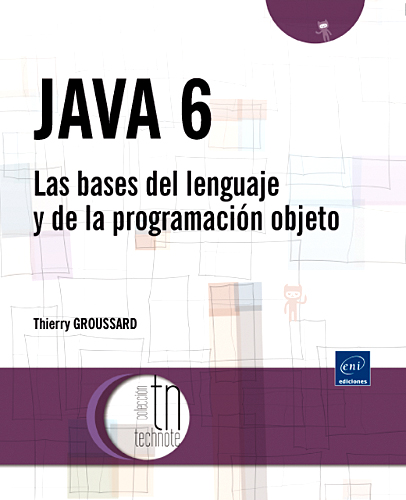 JAVA 6
Las bases del lenguaje
y de la programación objeto
Thierry GROUSSARD
eni
ediciones
colección
tn
technote